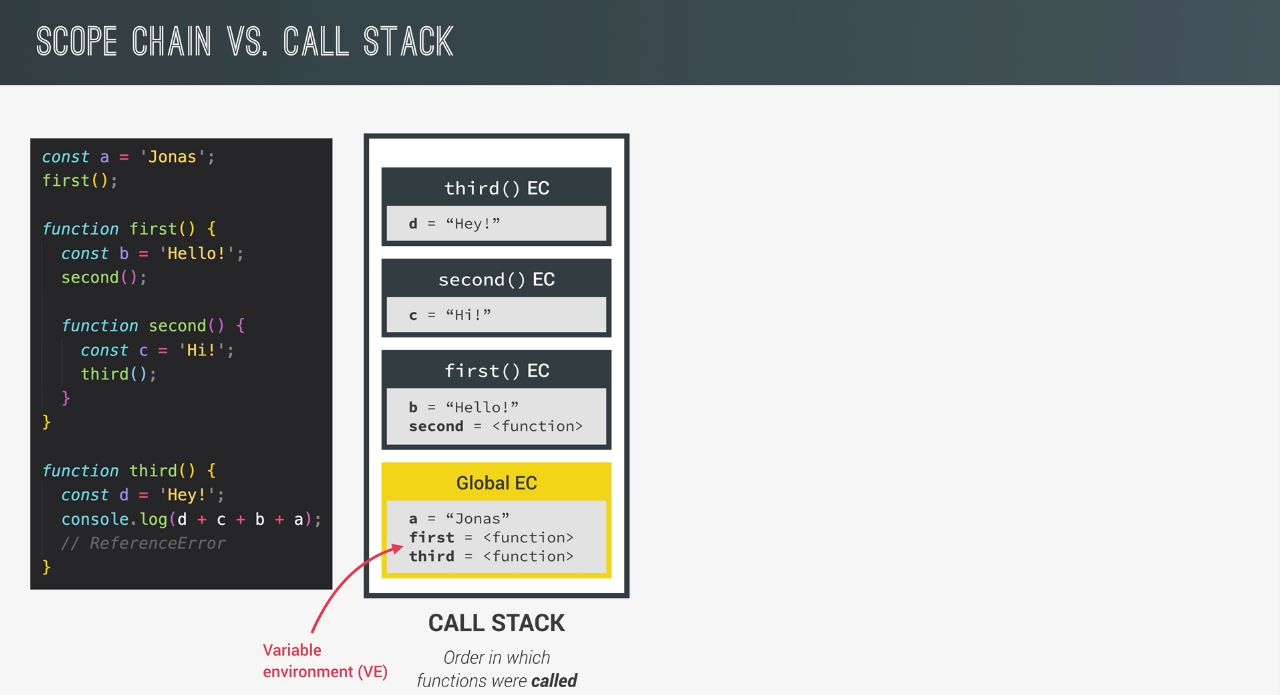 SCOPE CHAIN VS. CALL STACK
const a = 'Jonas';
first();
function first() {
const b = 'Hello!';
second();
function second() {
const c = 'Hi!';
third();
}
}
function third() {
const d = 'Hey!';
console.log(d + c + b + a);
// ReferenceError
}
third() EC
d = “Hey!”
second() EC
c = “Hi!”
first() EC
b = “Hello!”
second = <function>
Global EC
a = “Jonas”
first = <function>
third = <function>
CALL STACK
Order in which
functions were called
Variable
environment (VE)